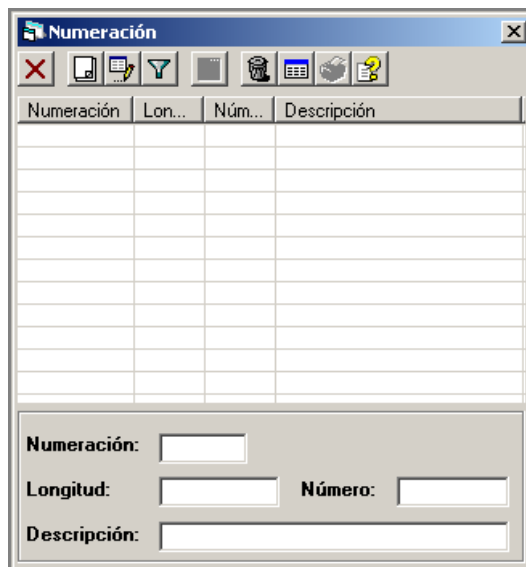 Numeración
Numeración Lon... Núm... Descripción
Numeración:
Longitud: Número:
Descripción: